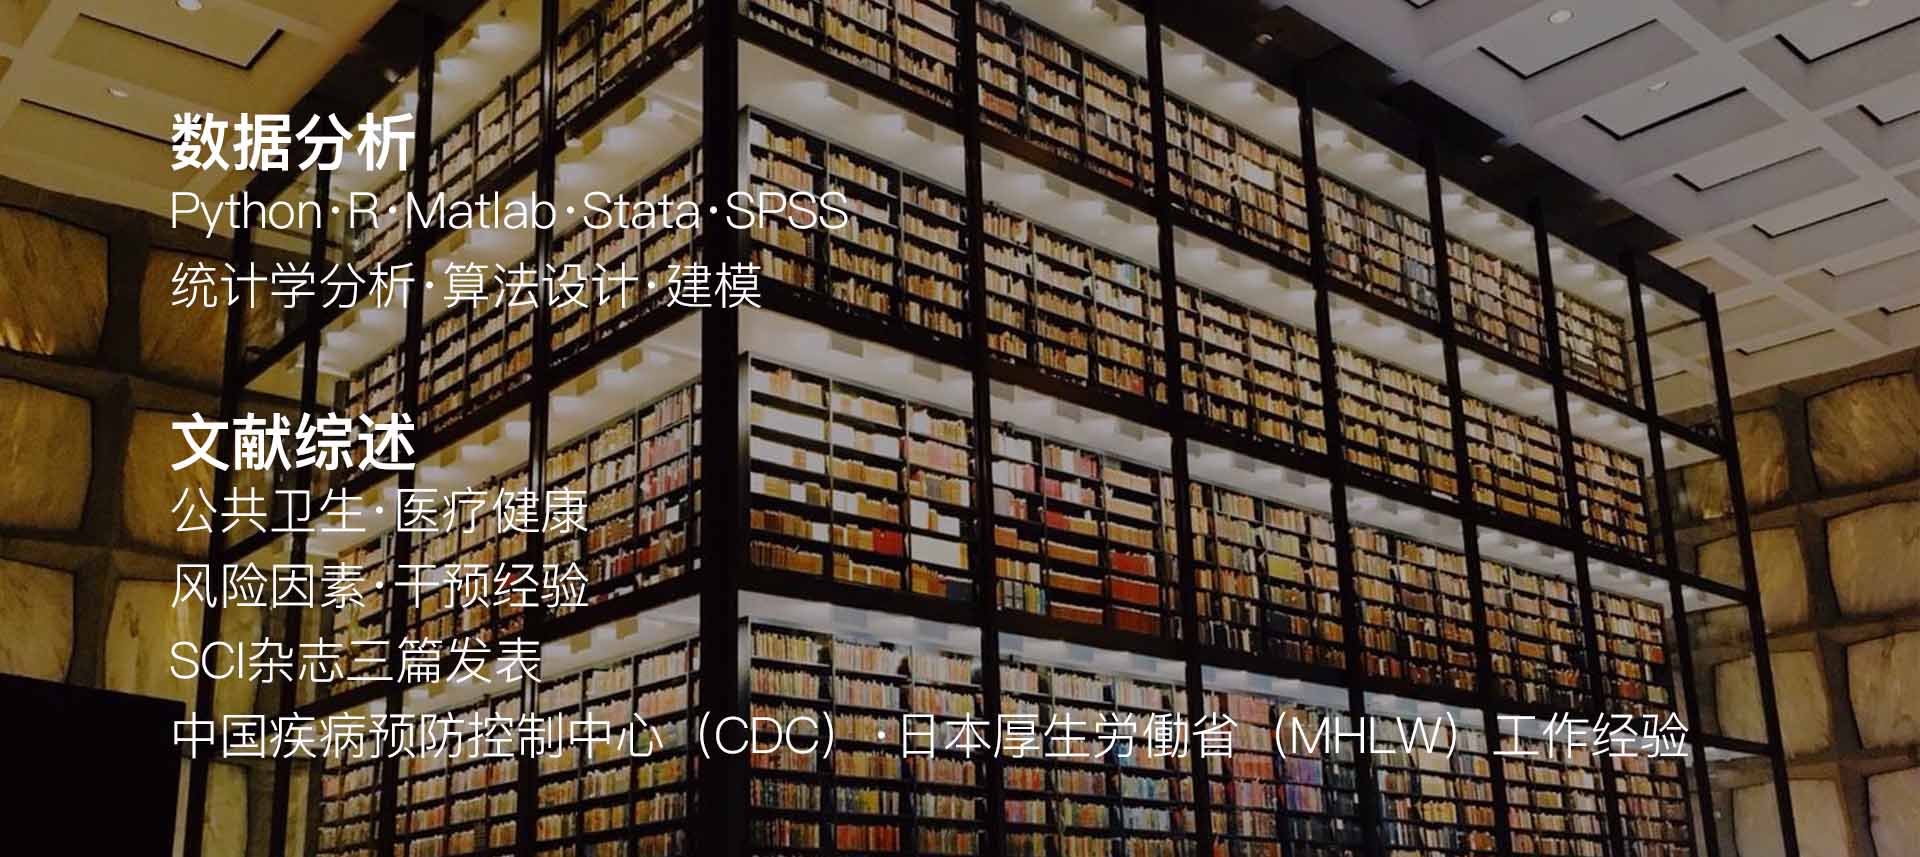 数据分析
Python·R·Matlab·Stata·SPSS
统计学分析·算法设计·建模
文献综述
公共卫生·医疗健康
风险因素·干预经验
SCI杂志三篇发表
中国疾病预防控制中心（CDC）·日本厚生労働省（MHLW）工作经验